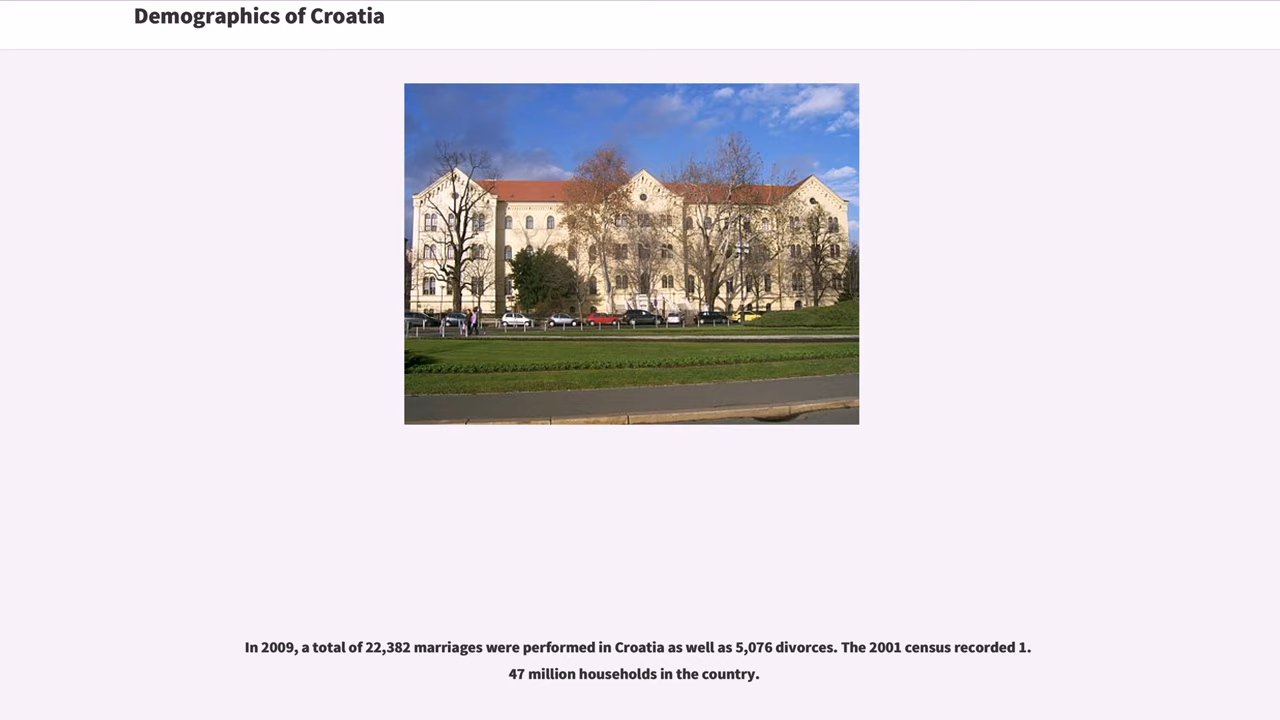 Demographics of Croatia
In 2009, a total of 22,382 marriages were performed in Croatia as well as 5,076 divorces. The 2001 census recorded 1.
47 million households in the country.